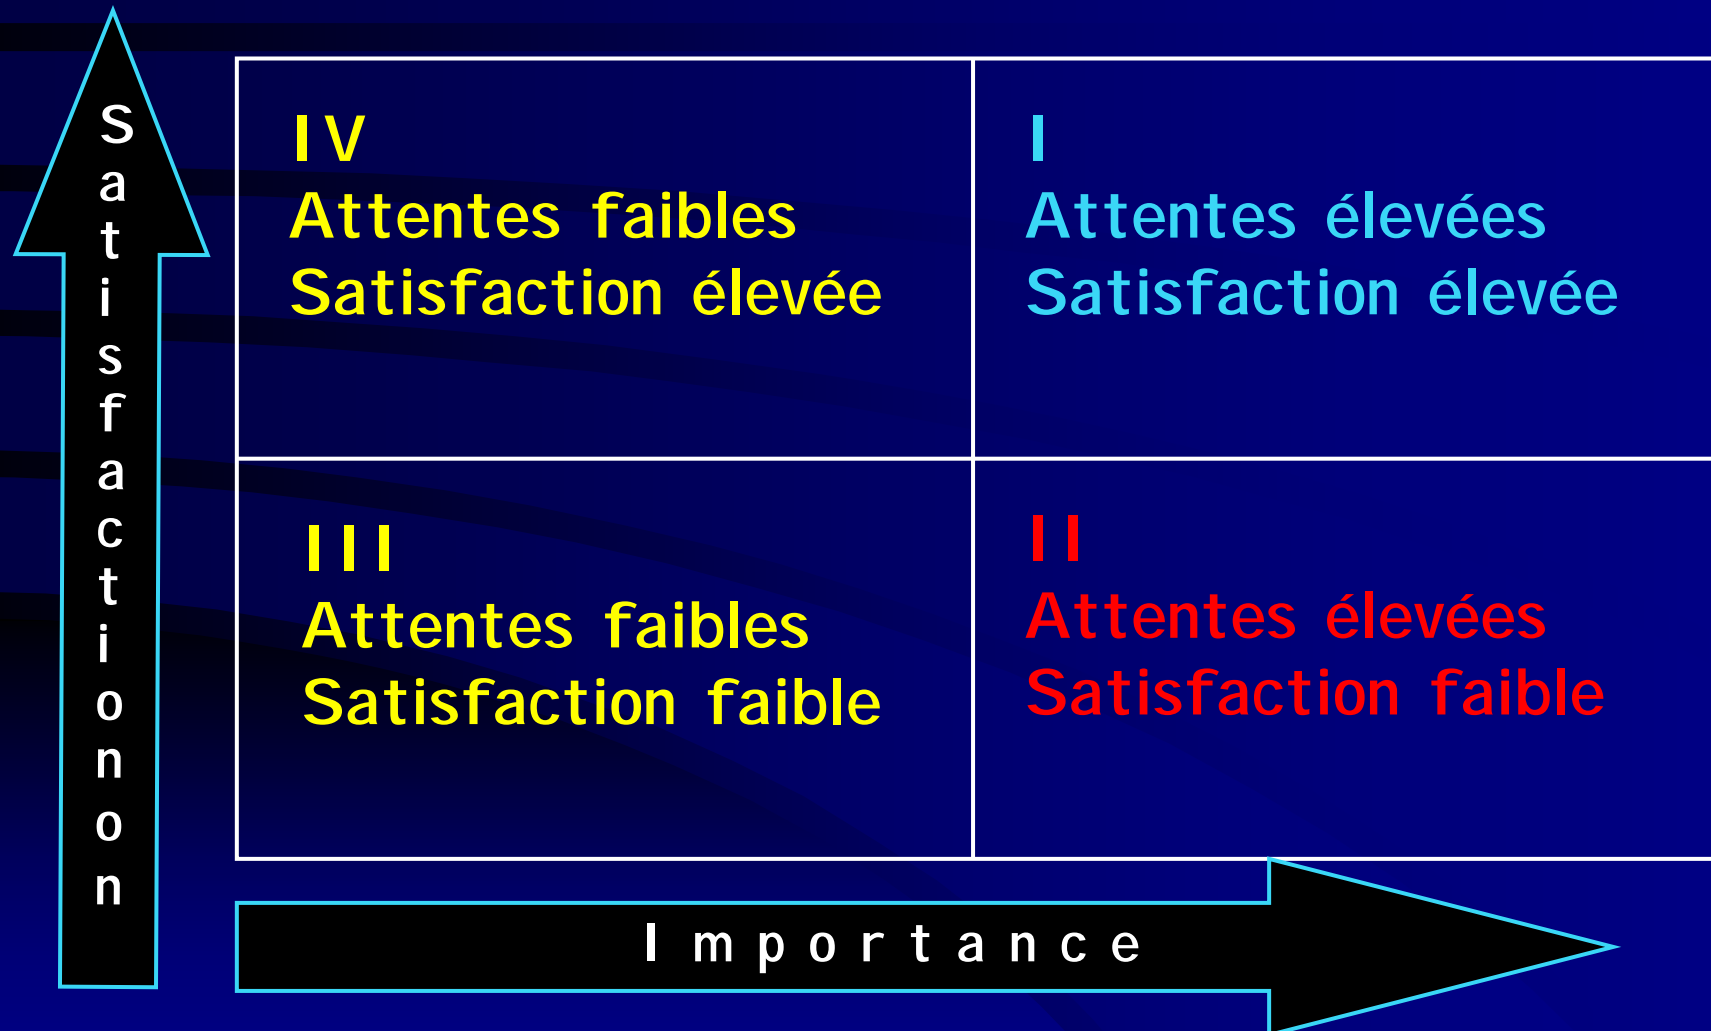 Satisfactionon
IV
Attentes faibles
Satisfaction élevée
I
Attentes élevées
Satisfaction élevée
III
Attentes faibles
Satisfaction faible
II
Attentes élevées
Satisfaction faible
Importance